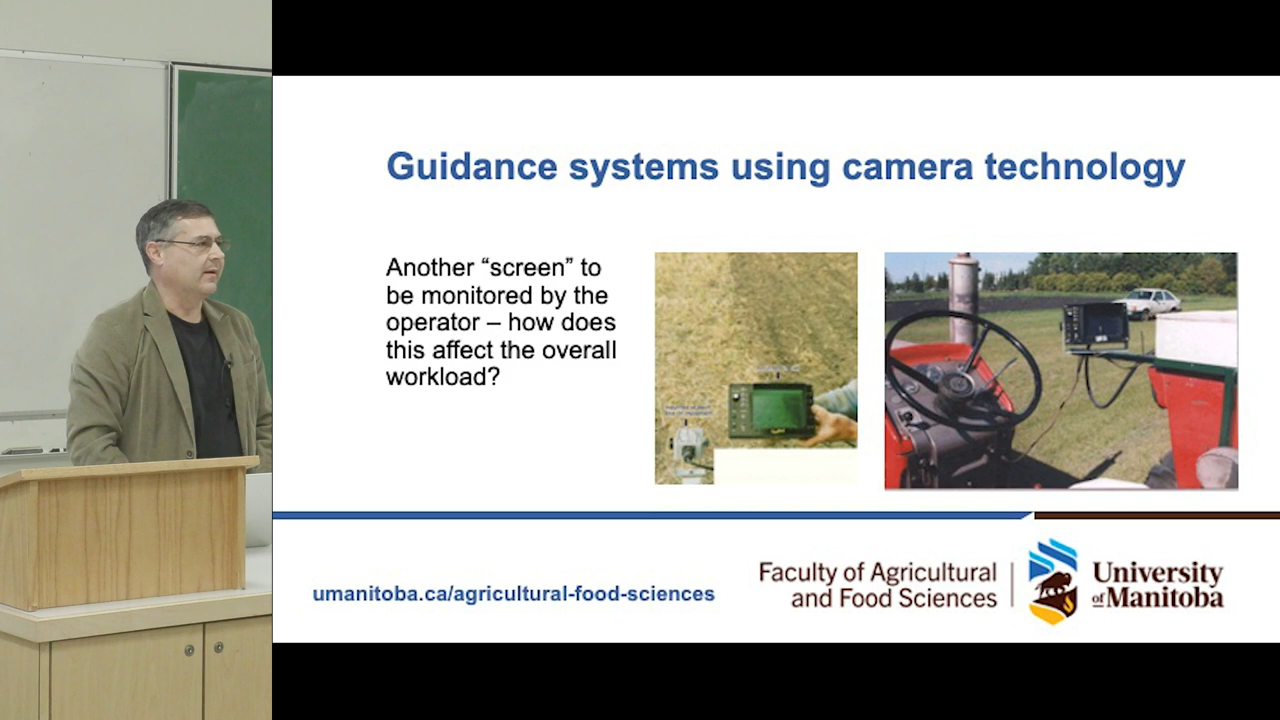 Guidance systems using camera technology
Another “screen” to
be monitored by the
operator – how does
this affect the overall
workload?
umanitoba.ca/agricultural-food-sciences
Faculty of Agricultural
and Food Sciences
University
of Manitoba